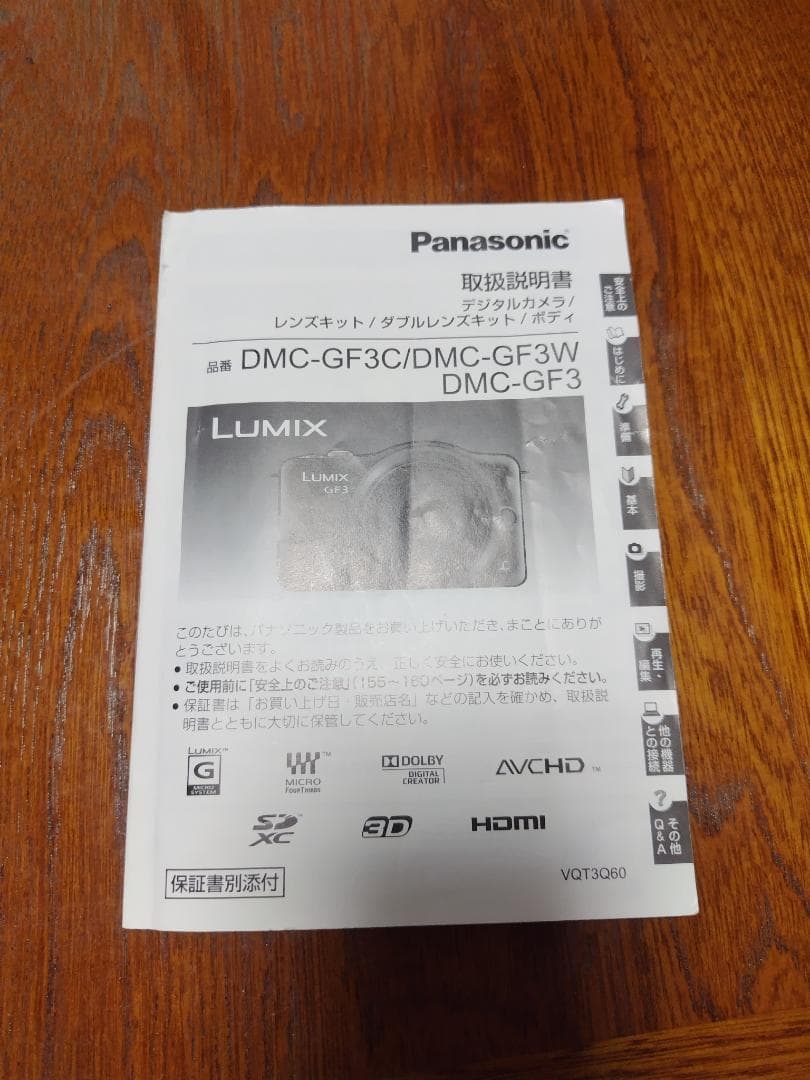 Panasonic
取扱説明書
デジタルカメラ/
レンズキット/ダブルレンズキット/ボディ
品番 DMC-GF3C/DMC-GF3W
DMC-GF3
LUMIX
LUMIX
GF3
このたびは、パナソニック製品をお買い上げいただき、まことにありが
とうございます。
● 取扱説明書をよくお読みのうえ、正しく安全にお使いください。
● ご使用前に「安全上のご注意」(155～160ページ)を必ずお読みください。
● 保証書は「お買い上げ日・販売店名」などの記入を確かめ、取扱説
明書とともに大切に保管してください。
LUMIX™
G
MICRO
SYSTEM
MICRO
FOURTHIRDS
™
DOLBY
DIGITAL
CREATOR
AVCHD™
SD
XC
3D
HDMI
保証書別添付
VQT3Q60
安全上の
ご注意
はじめに
準備
基本
撮影
再生・
編集
他の機器
との接続
その他
Q&A